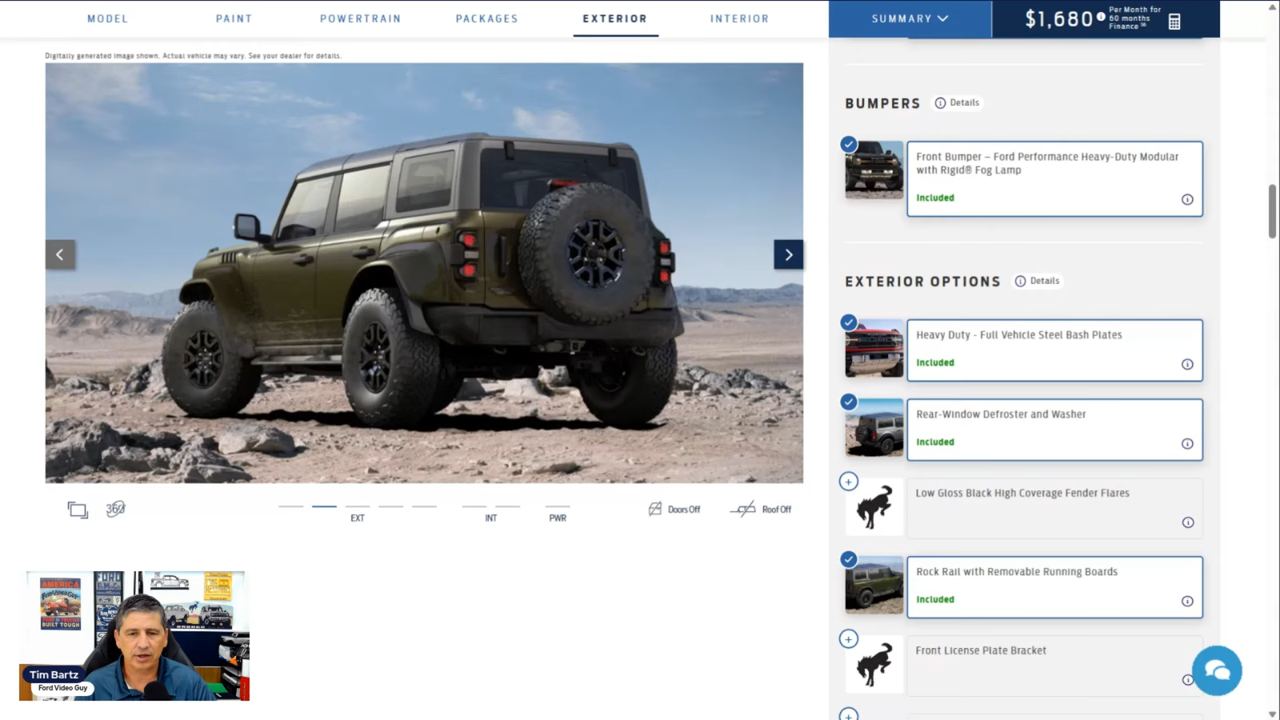 MODEL
PAINT
POWERTRAIN
PACKAGES
EXTERIOR
INTERIOR
SUMMARY
$1,680
Per Month for
60 months
Finance
Digitally generated image shown. Actual vehicle may vary. See your dealer for details.
BUMPERS
Details
Front Bumper – Ford Performance Heavy-Duty Modular
with Rigid® Fog Lamp
Included
EXTERIOR OPTIONS
Details
Heavy Duty - Full Vehicle Steel Bash Plates
Included
Rear-Window Defroster and Washer
Included
Low Gloss Black High Coverage Fender Flares
Rock Rail with Removable Running Boards
Included
Front License Plate Bracket
360
EXT
INT
PWR
Doors Off
Roof Off
AMERICA
BUILT TOUGH
FORD
Tim Bartz
Ford Video Guy